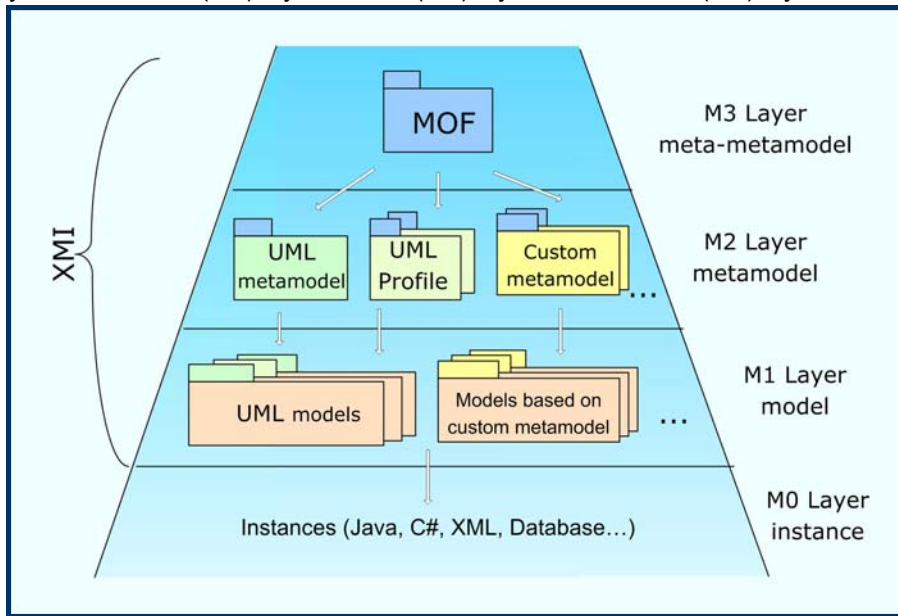 MOF
M3 Layer
meta-metamodel
XMI
UML
metamodel
UML
Profile
Custom
metamodel
...
M2 Layer
metamodel
UML models
Models based on
custom metamodel
...
M1 Layer
model
Instances (Java, C#, XML, Database...)
M0 Layer
instance